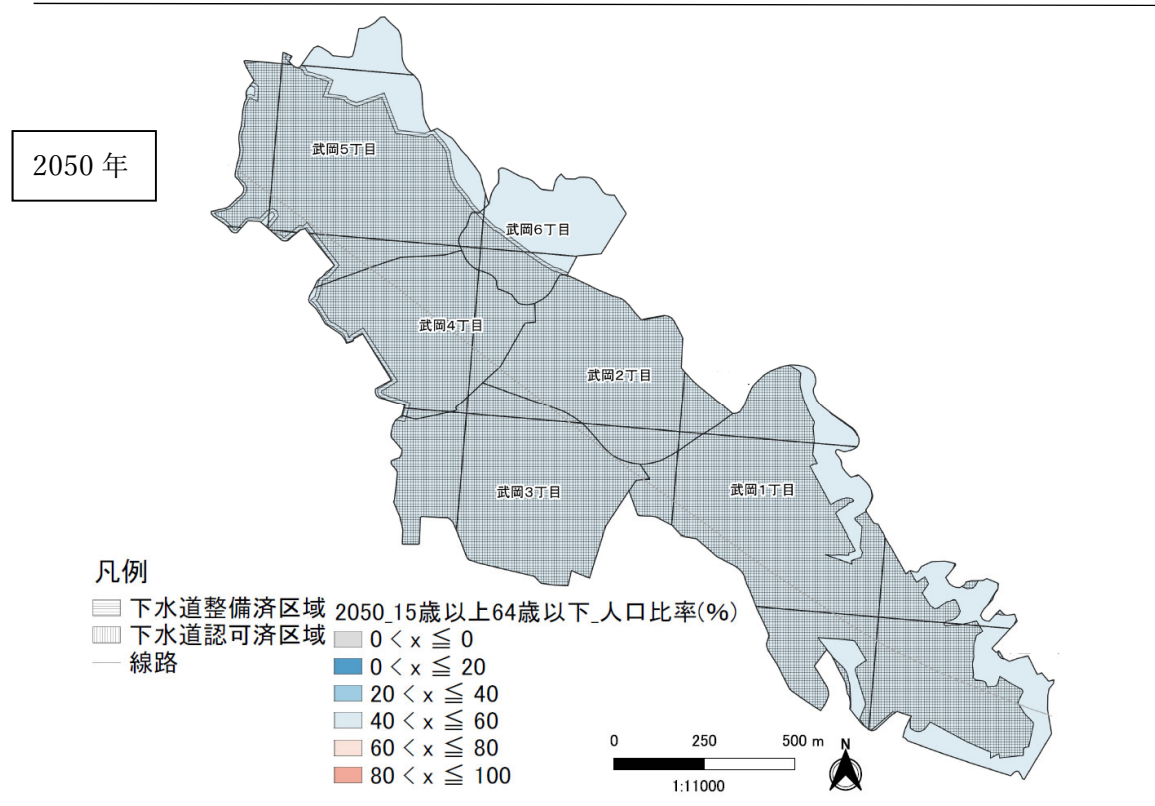 2050 年
武岡5丁目
武岡6丁目
武岡4丁目
武岡2丁目
武岡3丁目
武岡1丁目
凡例
下水道整備済区域
下水道認可済区域
線路
2050_15歳以上64歳以下_人口比率(%)
0 < x ≦ 0
0 < x ≦ 20
20 < x ≦ 40
40 < x ≦ 60
60 < x ≦ 80
80 < x ≦ 100
0 250 500 m
1:11000
N